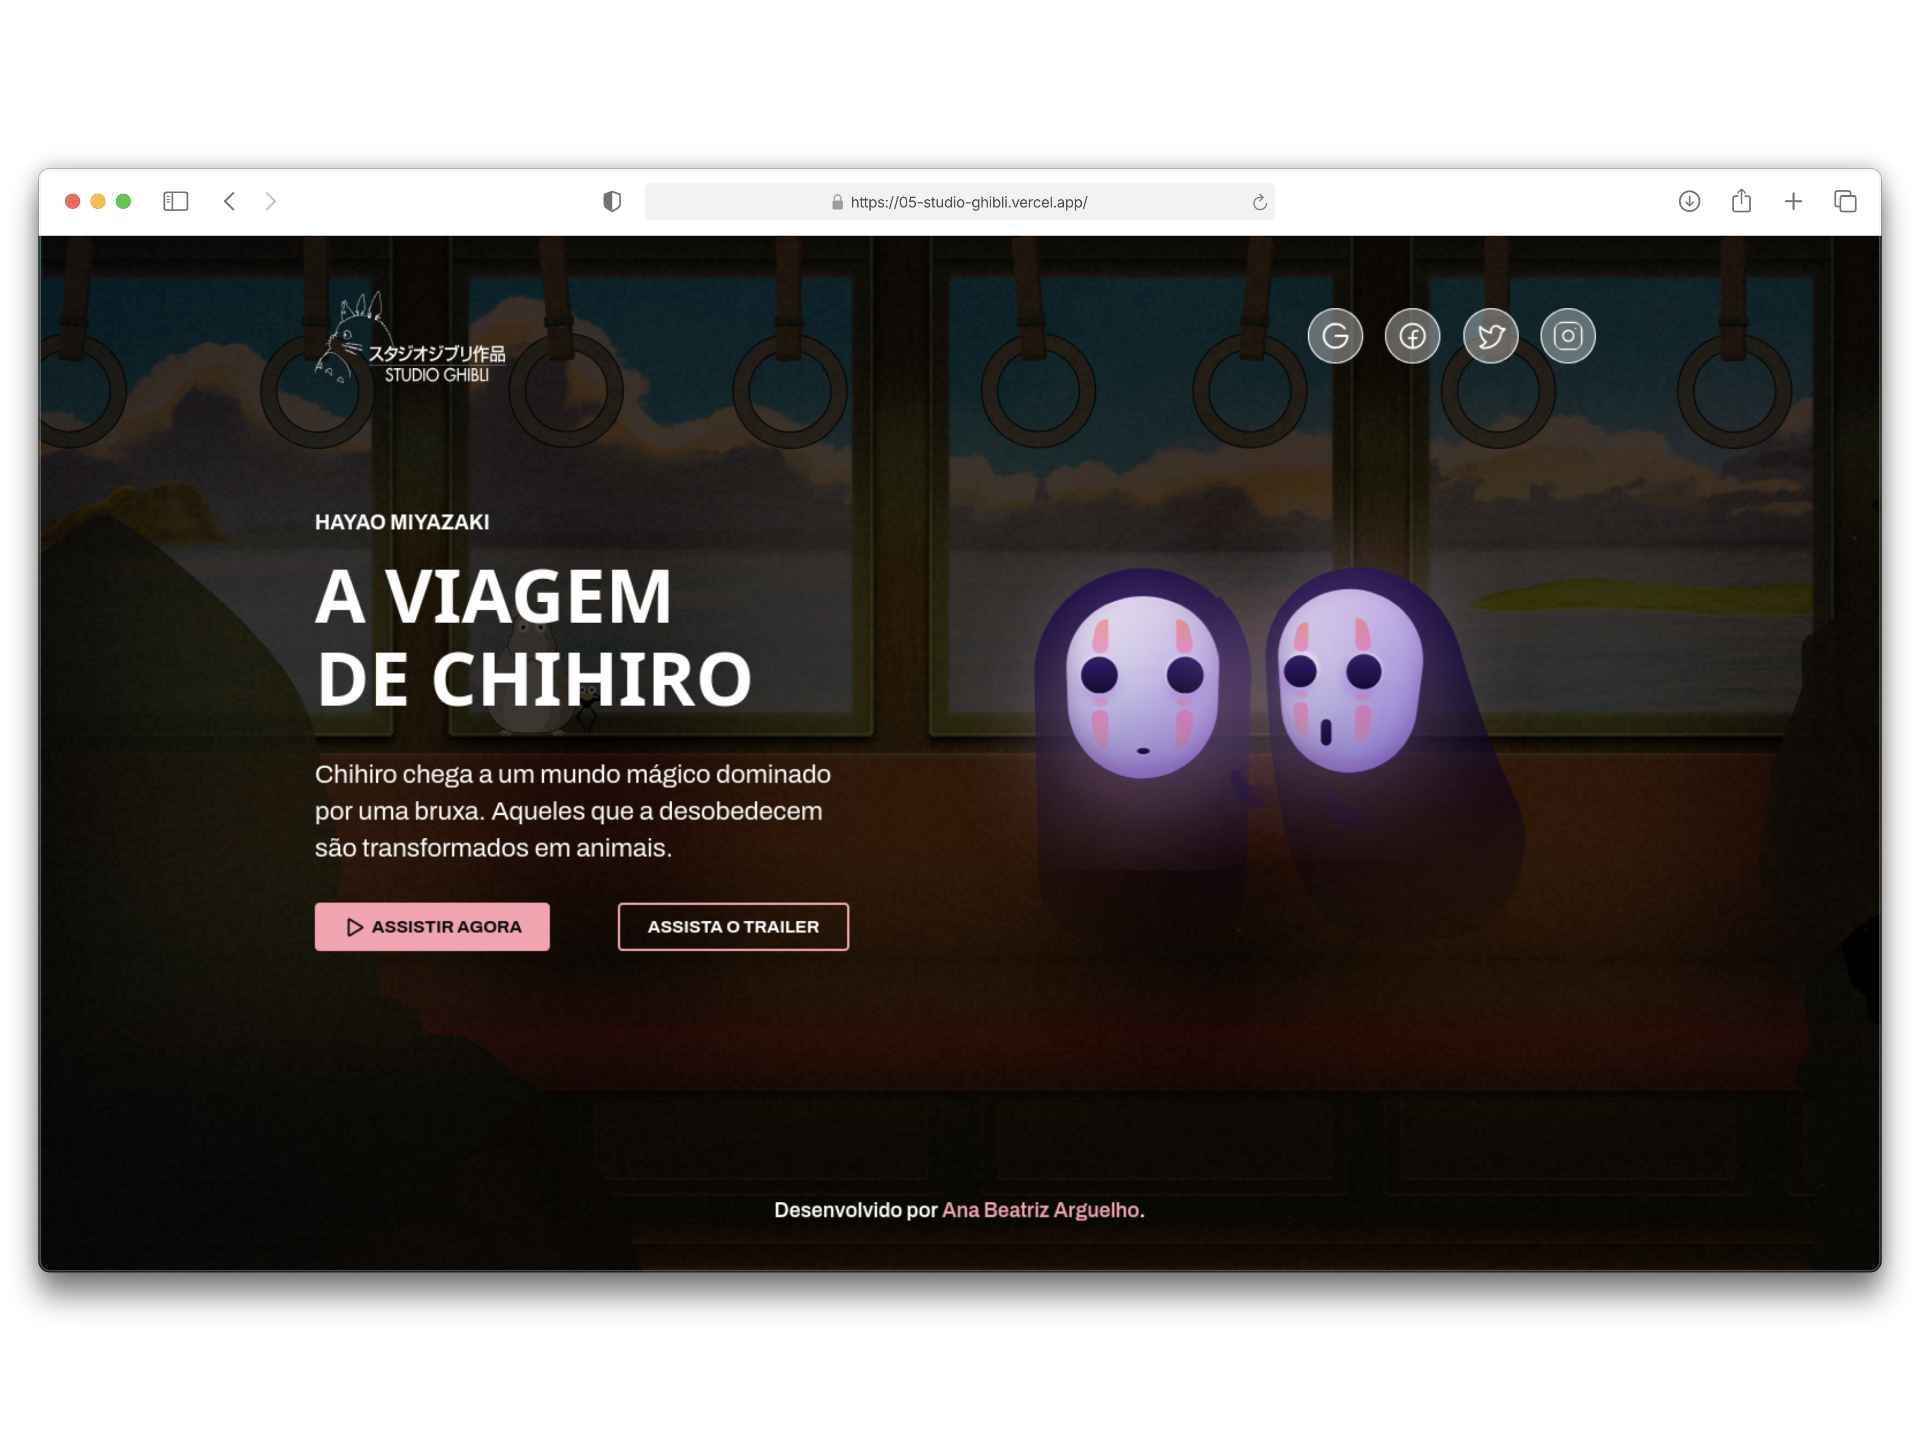 https://05-studio-ghibli.vercel.app/
スタジオジブリ作品
STUDIO GHIBLI
HAYAO MIYAZAKI
A VIAGEM
DE CHIHIRO
Chihiro chega a um mundo mágico dominado
por uma bruxa. Aqueles que a desobedecem
são transformados em animais.
ASSISTIR AGORA
ASSISTA O TRAILER
Desenvolvido por Ana Beatriz Arguelho.